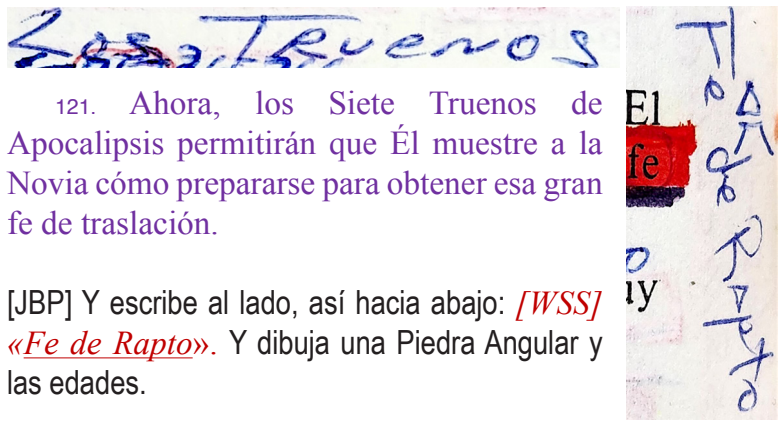 Los Truenos
121. Ahora, los Siete Truenos de
Apocalipsis permitirán que Él muestre a la
Novia cómo prepararse para obtener esa gran
fe de traslación.
[JBP] Y escribe al lado, así hacia abajo: [WSS]
«Fe de Rapto». Y dibuja una Piedra Angular y
las edades.
El
fe
uy
Fe de Rapto